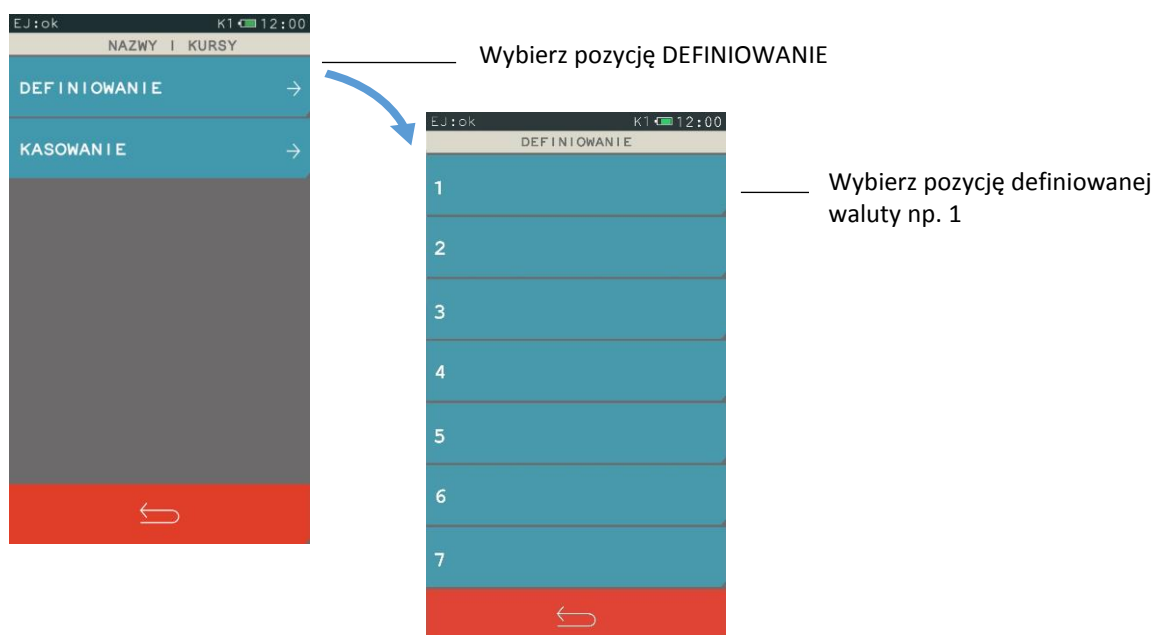 EJ:ok K1 12:00
NAZWY I KURSY
DEFINIOWANIE
KASOWANIE
Wybierz pozycję DEFINIOWANIE
EJ:ok K1 12:00
DEFINIOWANIE
1
2
3
4
5
6
7
Wybierz pozycję definiowanej
waluty np. 1